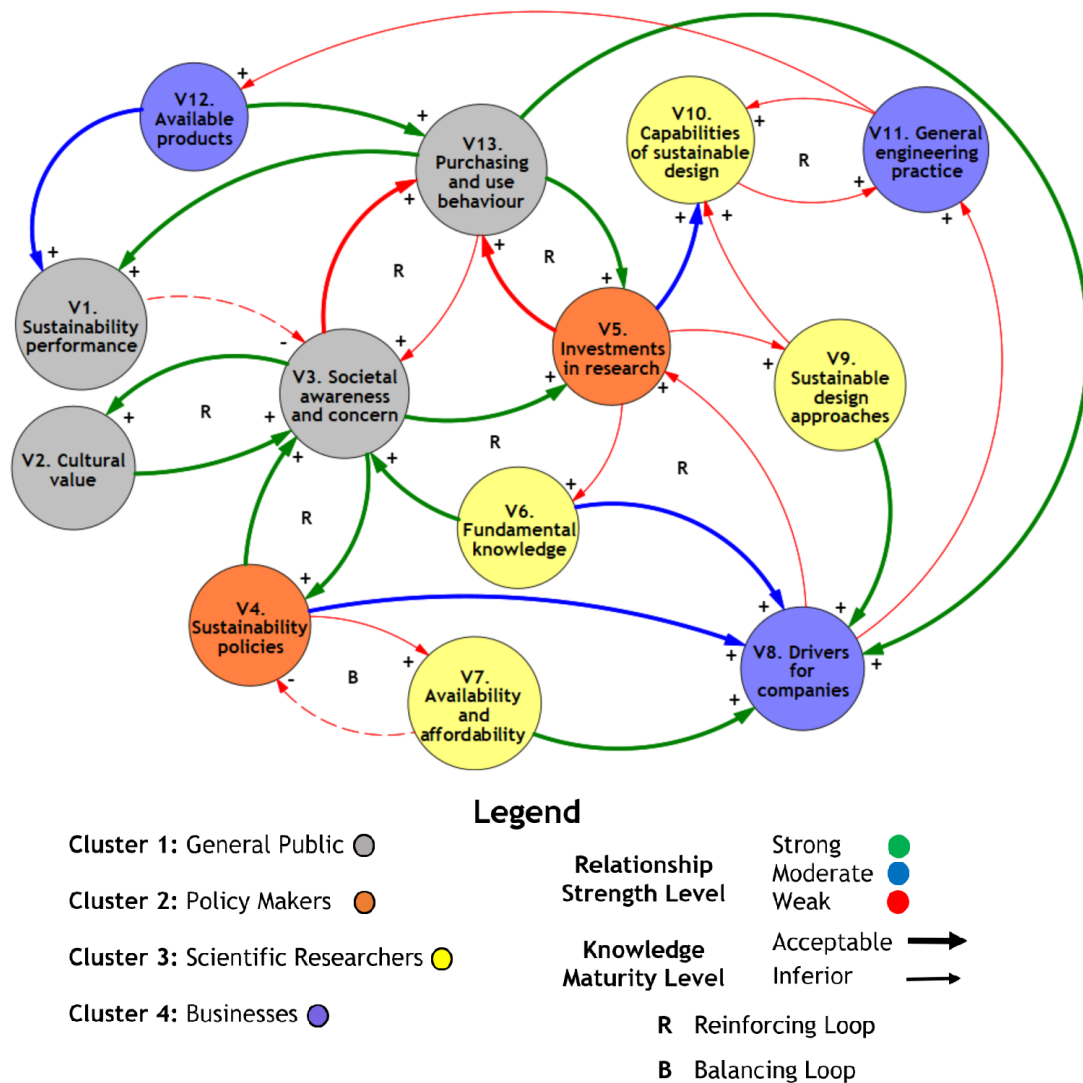 V12.
Available
products
+
V13.
Purchasing
and use
behaviour
+
+
V10.
Capabilities
of sustainable
design
+
+
+
R
V11. General
engineering
practice
+
+
V1.
Sustainability
performance
+
+
-
R
R
+
+
V3. Societal
awareness
and concern
+
+
+
+
V5.
Investments
in research
+
+
+
V9.
Sustainable
design
approaches
+
V2. Cultural
value
+
R
R
R
V6.
Fundamental
knowledge
+
R
V4.
Sustainability
policies
+
-
B
V7.
Availability
and
affordability
+
V8. Drivers
for
companies
+
+
+
+
+
Legend
Cluster 1: General Public
Cluster 2: Policy Makers
Cluster 3: Scientific Researchers
Cluster 4: Businesses
Relationship
Strength Level
Strong
Moderate
Weak
Knowledge
Maturity Level
Acceptable
Inferior
R Reinforcing Loop
B Balancing Loop